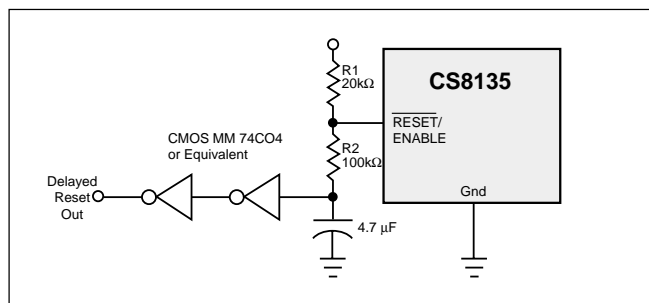 R1
20kΩ
CS8135
RESET/
ENABLE
CMOS MM 74CO4
or Equivalent
R2
100kΩ
Delayed
Reset
Out
Gnd
4.7 µF